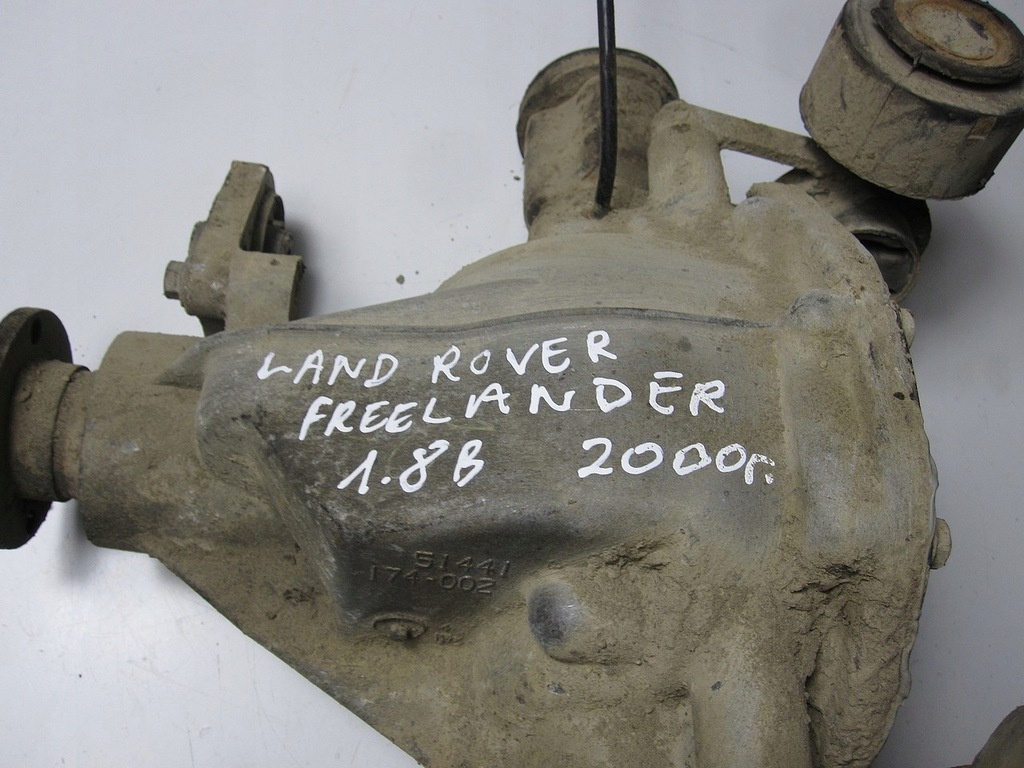 LAND ROVER
FREELANDER
1.8B 2000г.
51441
174-002